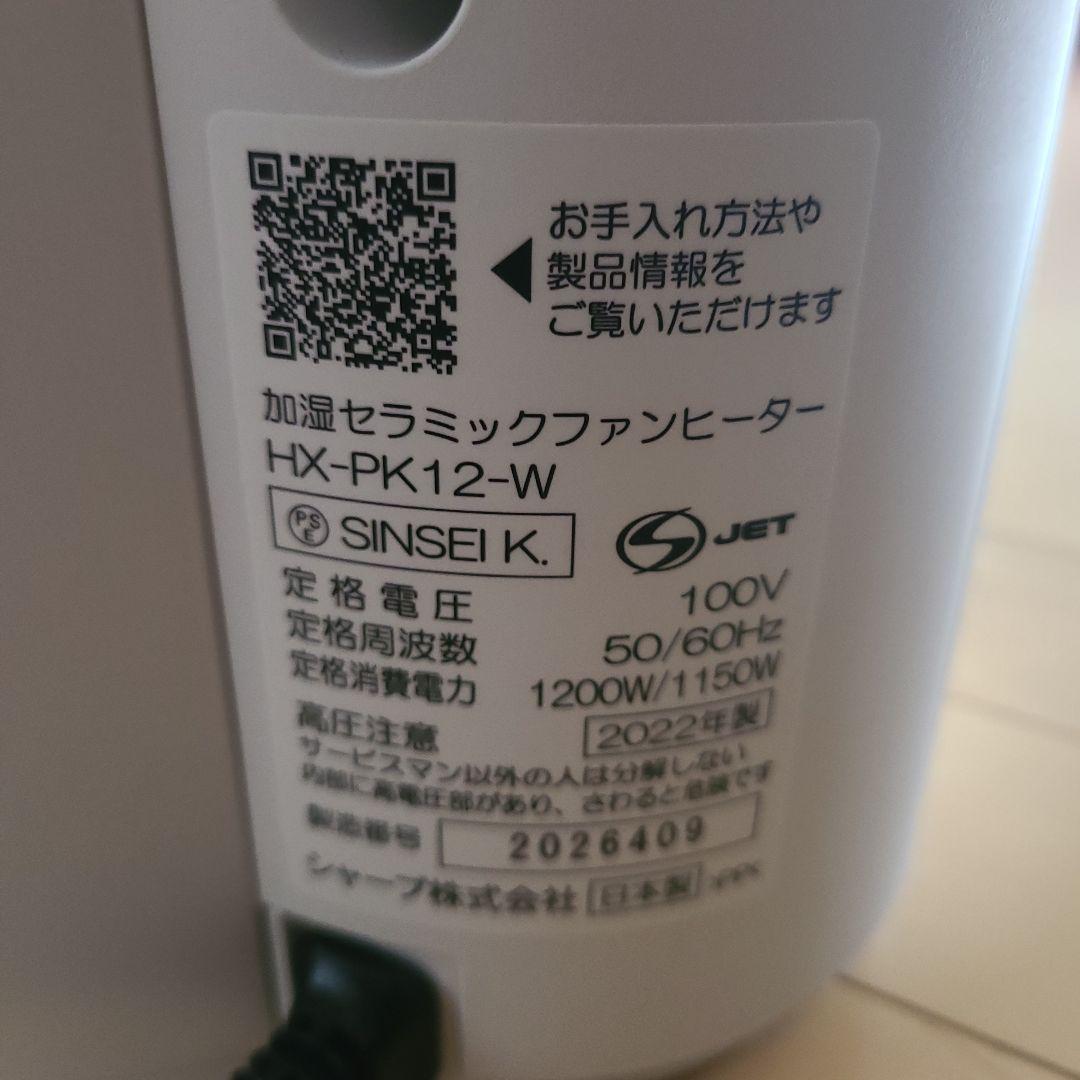 お手入れ方法や
製品情報を
ご覧いただけます
加湿セラミックファンヒーター
HX-PK12-W
PSE SINSEI K.
JET
定格電圧 100V
定格周波数 50/60Hz
定格消費電力 1200W/1150W
高圧注意 2022年製
サービスマン以外の人は分解しない
内部に高電圧部があり、さわると危険です
製造番号 2026409
シャープ株式会社 日本製